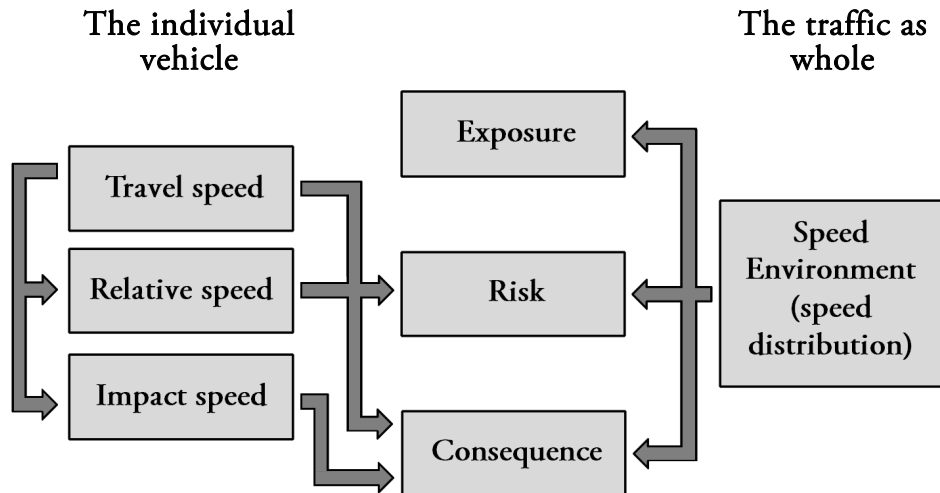 The individual
vehicle
The traffic as
whole
Exposure
Travel speed
Relative speed
Risk
Speed
Environment
(speed
distribution)
Impact speed
Consequence